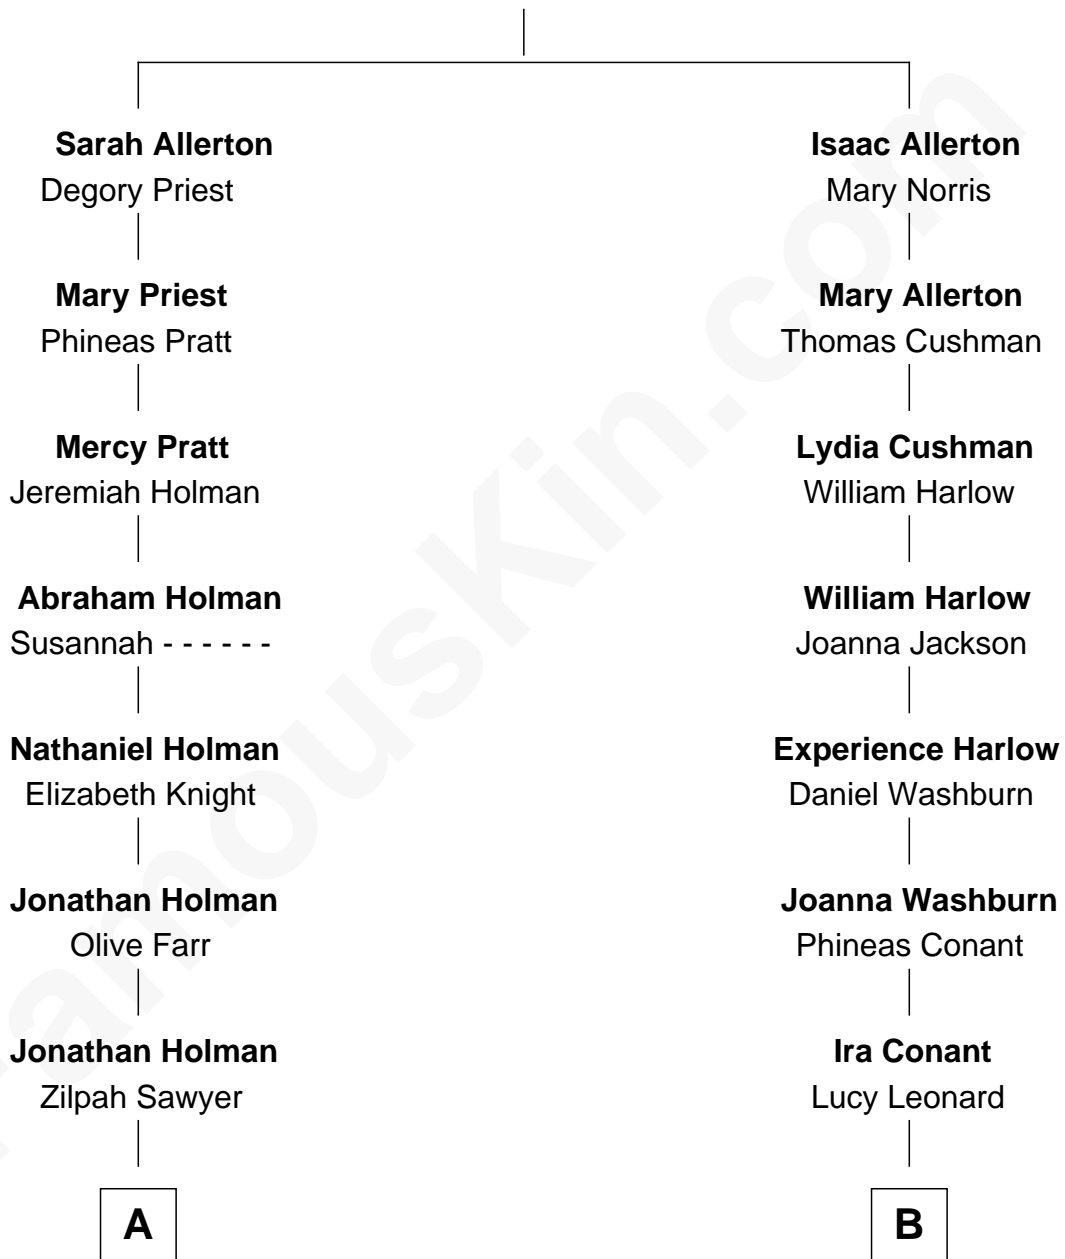 Sarah Allerton
Degory Priest
Mary Priest
Phineas Pratt
Mercy Pratt
Jeremiah Holman
Abraham Holman
Susannah - - - - - -
Nathaniel Holman
Elizabeth Knight
Jonathan Holman
Olive Farr
Jonathan Holman
Zilpah Sawyer
A
Isaac Allerton
Mary Norris
Mary Allerton
Thomas Cushman
Lydia Cushman
William Harlow
William Harlow
Joanna Jackson
Experience Harlow
Daniel Washburn
Joanna Washburn
Phineas Conant
Ira Conant
Lucy Leonard
B
FamousKin.com